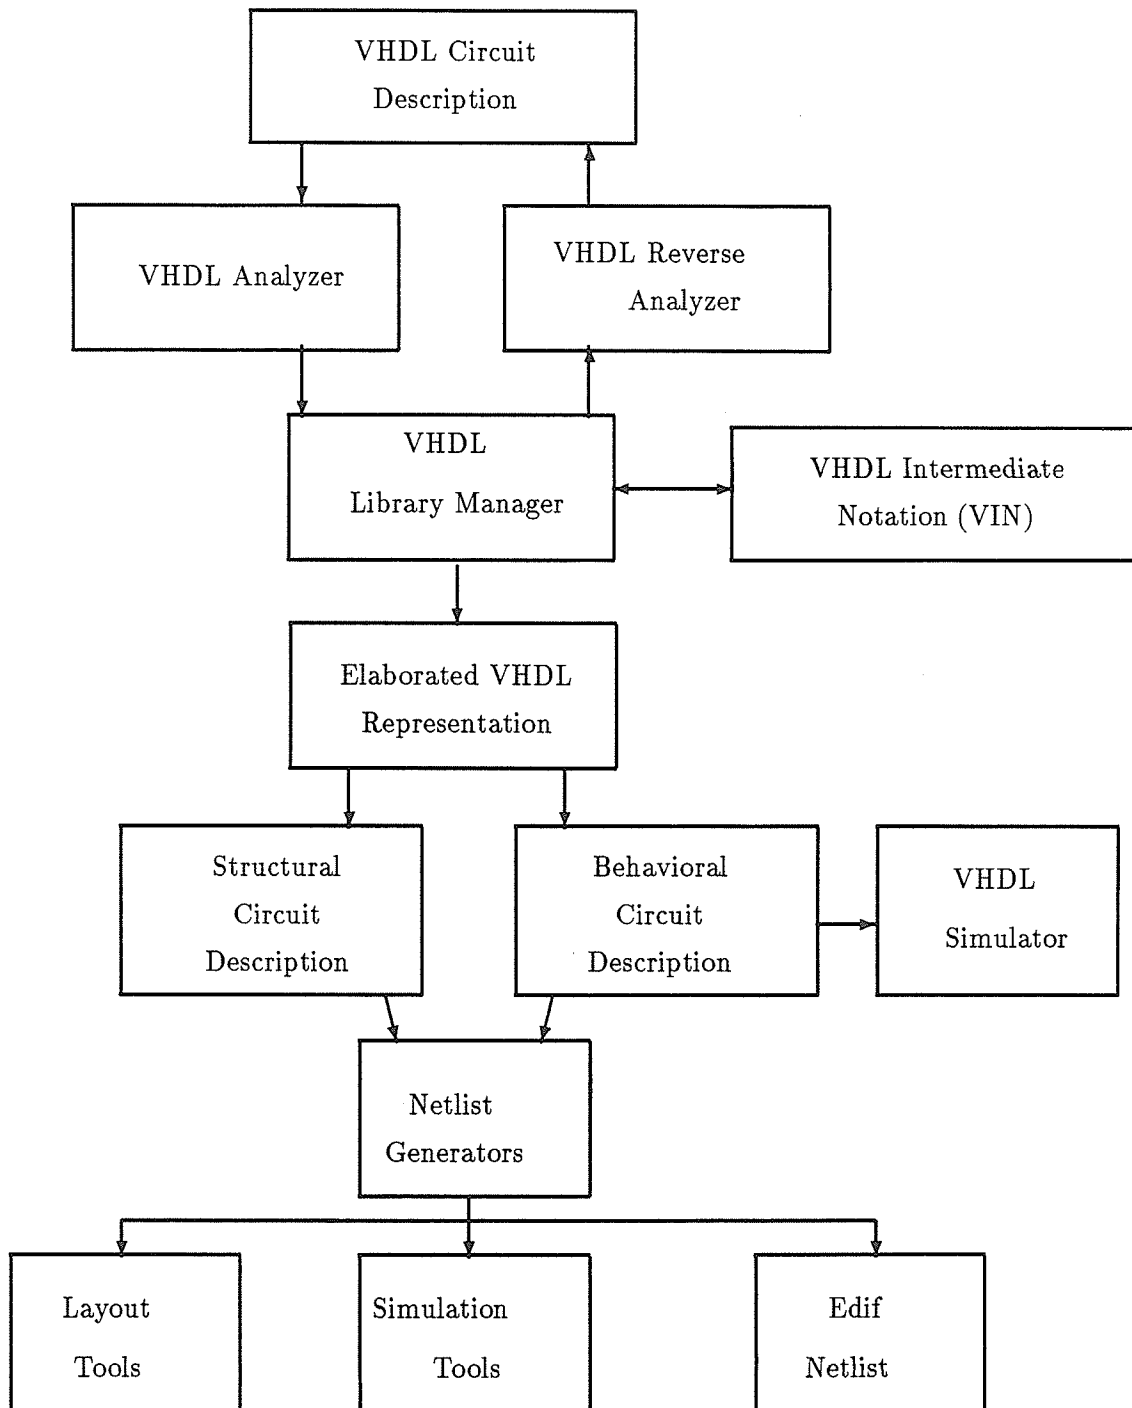 VHDL Circuit
Description
VHDL Analyzer
VHDL Reverse
Analyzer
VHDL
Library Manager
VHDL Intermediate
Notation (VIN)
Elaborated VHDL
Representation
Structural
Circuit
Description
Behavioral
Circuit
Description
VHDL
Simulator
Netlist
Generators
Layout
Tools
Simulation
Tools
Edif
Netlist